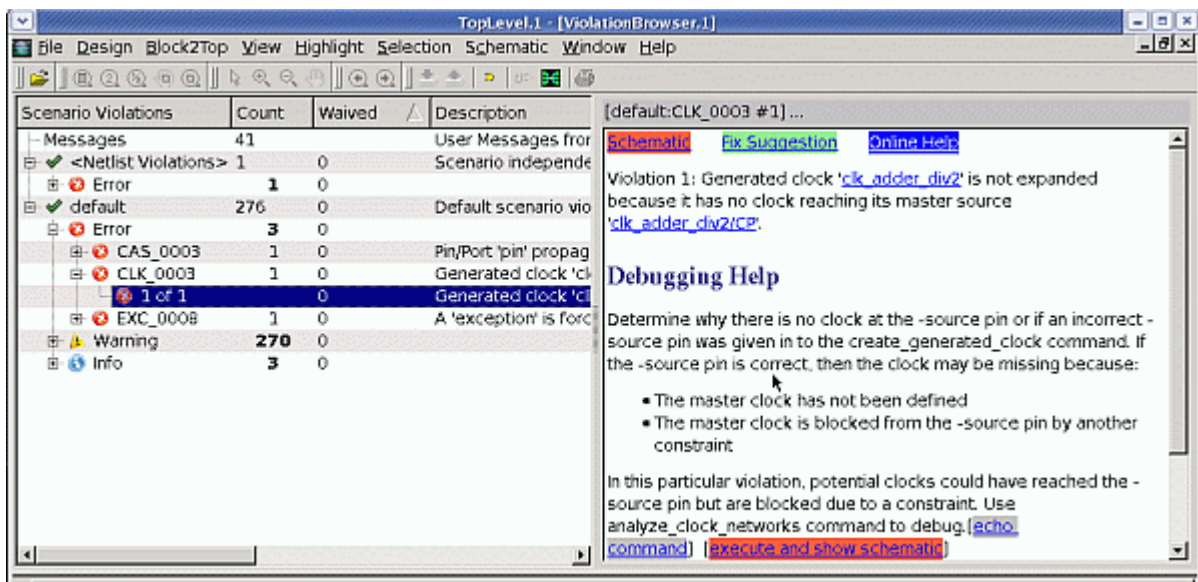 TopLevel.1 - [ViolationBrowser.1]
File Design Block2Top View Highlight Selection Schematic Window Help
Scenario Violations Count Waived Description
Messages 41 User Messages fror
<Netlist Violations> 1 0 Scenario independe
Error 1 0
default 276 0 Default scenario vio
Error 3 0
CAS_0003 1 0 Pin/Port 'pin' propag
CLK_0003 1 0 Generated clock 'cl
1 of 1 0 Generated clock 'cl
EXC_0008 1 0 A 'exception' is forc
Warning 270 0
Info 3 0
[default:CLK_0003 #1] ...
Schematic Fix Suggestion Online Help
Violation 1: Generated clock 'clk_adder_div2' is not expanded
because it has no clock reaching its master source
'clk_adder_div2/CP'.
Debugging Help
Determine why there is no clock at the -source pin or if an incorrect -
source pin was given in to the create_generated_clock command. If
the -source pin is correct, then the clock may be missing because:
• The master clock has not been defined
• The master clock is blocked from the -source pin by another
constraint
In this particular violation, potential clocks could have reached the -
source pin but are blocked due to a constraint. Use
analyze_clock_networks command to debug.[echo
command] [execute and show schematic]